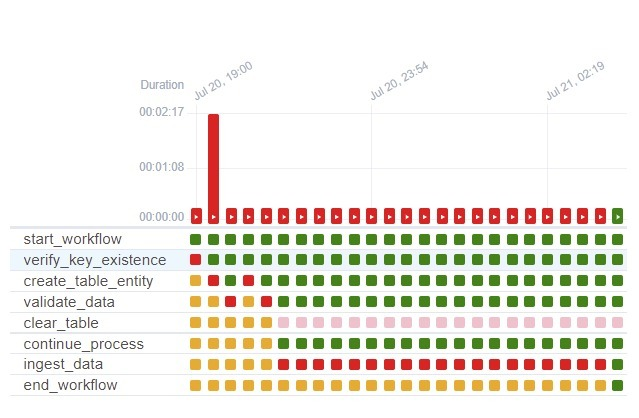 Jul 20, 19:00
Jul 20, 23:54
Jul 21, 02:19
Duration
00:02:17
00:01:08
00:00:00
start_workflow
verify_key_existence
create_table_entity
validate_data
clear_table
continue_process
ingest_data
end_workflow